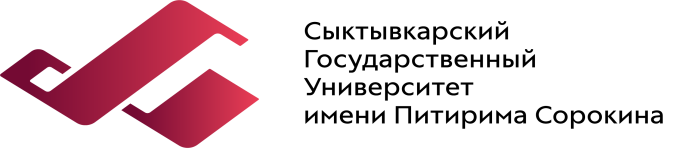 Сыктывкарский
Государственный
Университет
имени Питирима Сорокина